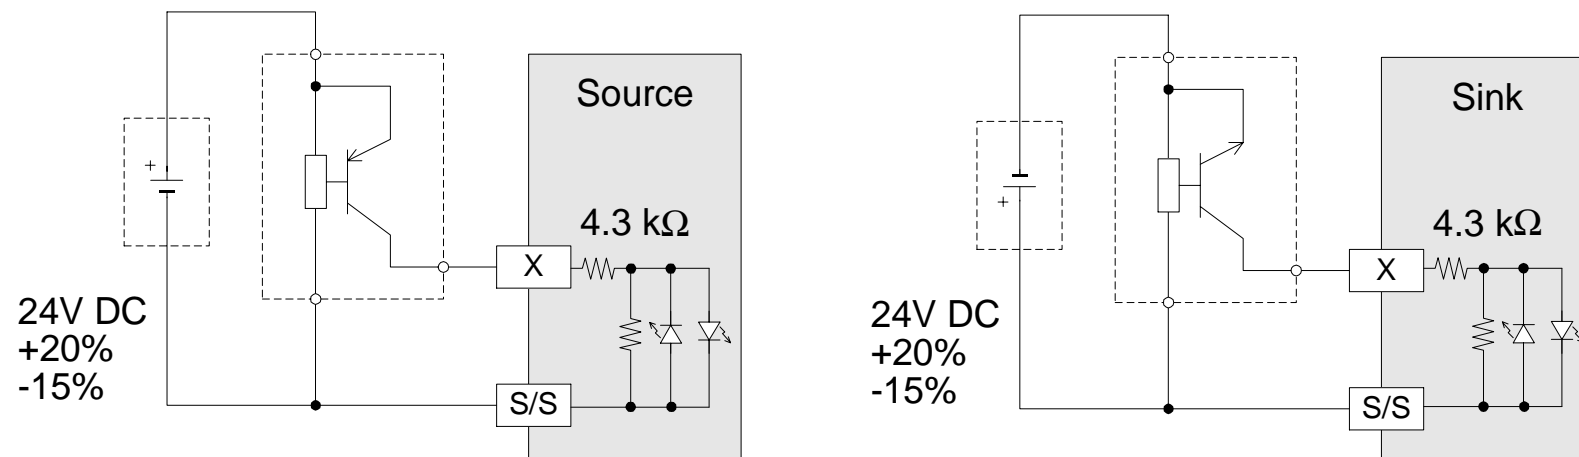 Source
+
4.3 kΩ
X
24V DC
+20%
-15%
S/S
Sink
+
4.3 kΩ
X
24V DC
+20%
-15%
S/S